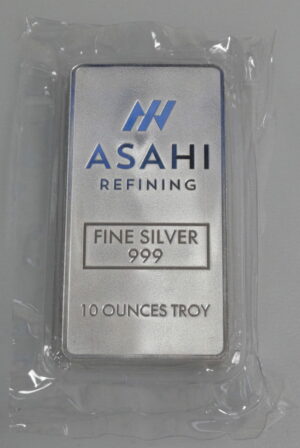 ASAHI
REFINING
FINE SILVER
999
10 OUNCES TROY